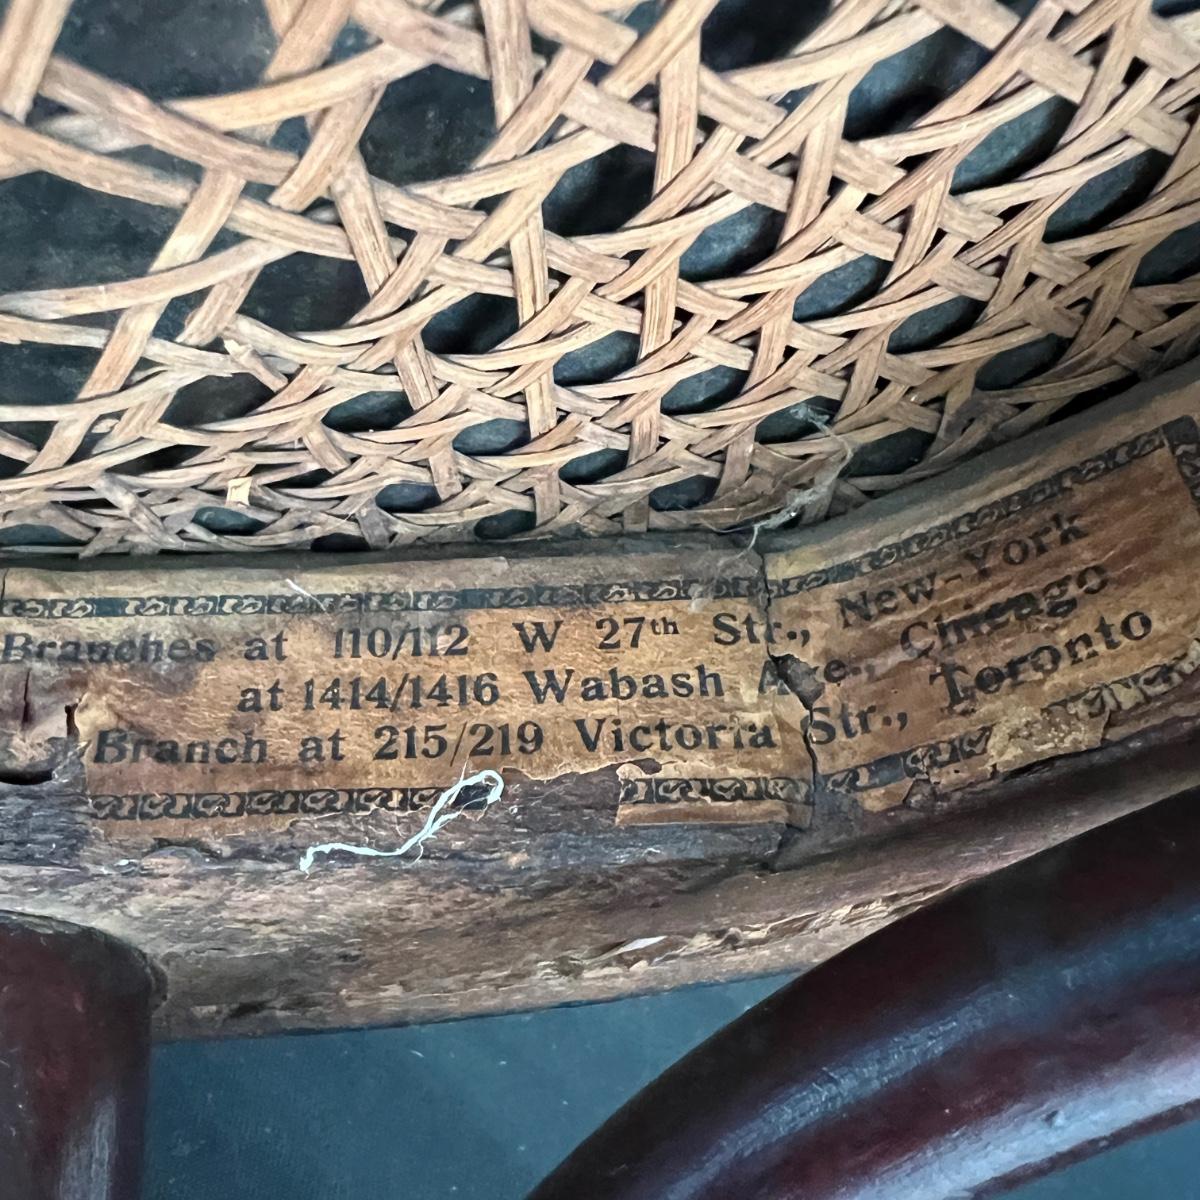 Branches at 110/112 W 27th Str., New-York
at 1414/1416 Wabash Ave., Chicago
Branch at 215/219 Victoria Str., Toronto